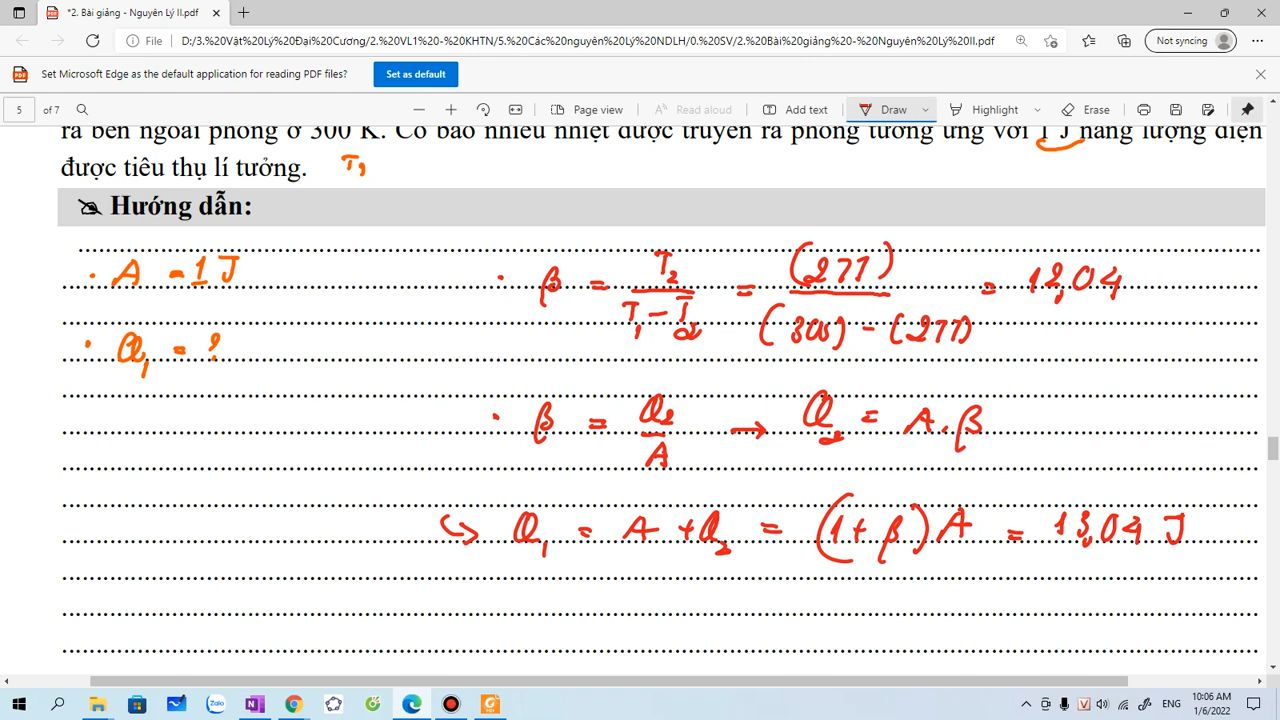 *2. Bài giảng - Nguyên Lý II.pdf
File D:/3.%20Vật%20Lý%20Đại%20Cương/2.%20VL1%20-%20KHTN/5.%20Các%20nguyên%20Lý%20NDLH/0.%20SV/2.%20Bài%20giảng%20-%20Nguyên%20Lý%20II.pdf Not syncing
Set Microsoft Edge as the default application for reading PDF files? Set as default
5 of 7 Page view Read aloud Add text Draw Highlight Erase
ra bên ngoài phòng ở 300 K. Có bao nhiêu nhiệt được truyền ra phòng tương ứng với 1 J năng lượng điện
được tiêu thụ lí tưởng. T₁
Hướng dẫn:
. A = 1 J
. β = T₂ / (T₁ - T₂) = (277) / (300) - (277) = 12,04
. Q₁ = ?
. β = Q₂ / A → Q₂ = A.β
↪ Q₁ = A + Q₂ = (1 + β) A = 13,04 J
Zalo
ENG
10:06 AM
1/6/2022